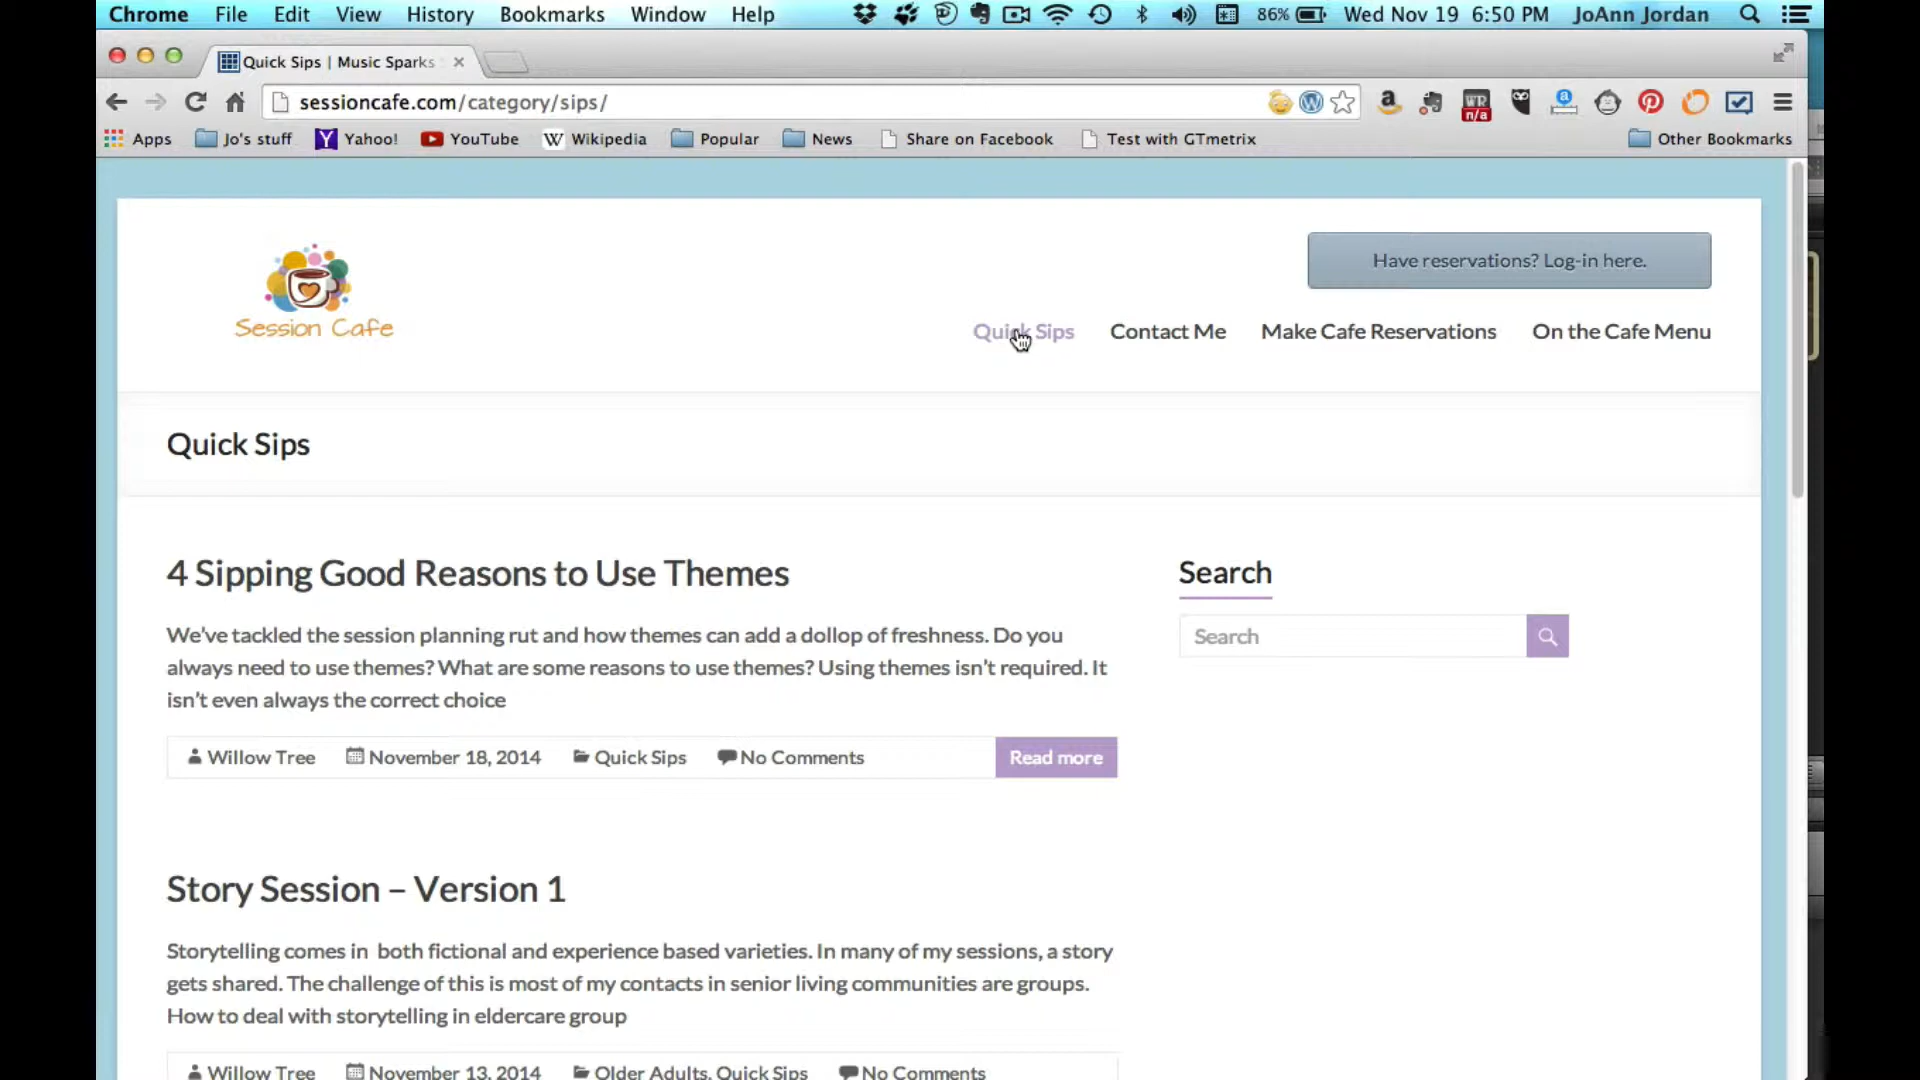 Chrome File Edit View History Bookmarks Window Help 86% Wed Nov 19 6:50 PM JoAnn Jordan
Quick Sips | Music Sparks
sessioncafe.com/category/sips/
WR n/a
Apps Jo's stuff Yahoo! YouTube Wikipedia Popular News Share on Facebook Test with GTmetrix Other Bookmarks
Have reservations? Log-in here.
Session Cafe
Quick Sips Contact Me Make Cafe Reservations On the Cafe Menu
Quick Sips
4 Sipping Good Reasons to Use Themes
We've tackled the session planning rut and how themes can add a dollop of freshness. Do you
always need to use themes? What are some reasons to use themes? Using themes isn't required. It
isn't even always the correct choice
Willow Tree November 18, 2014 Quick Sips No Comments Read more
Search
Search
Story Session – Version 1
Storytelling comes in both fictional and experience based varieties. In many of my sessions, a story
gets shared. The challenge of this is most of my contacts in senior living communities are groups.
How to deal with storytelling in eldercare group
Willow Tree November 13, 2014 Older Adults, Quick Sips No Comments